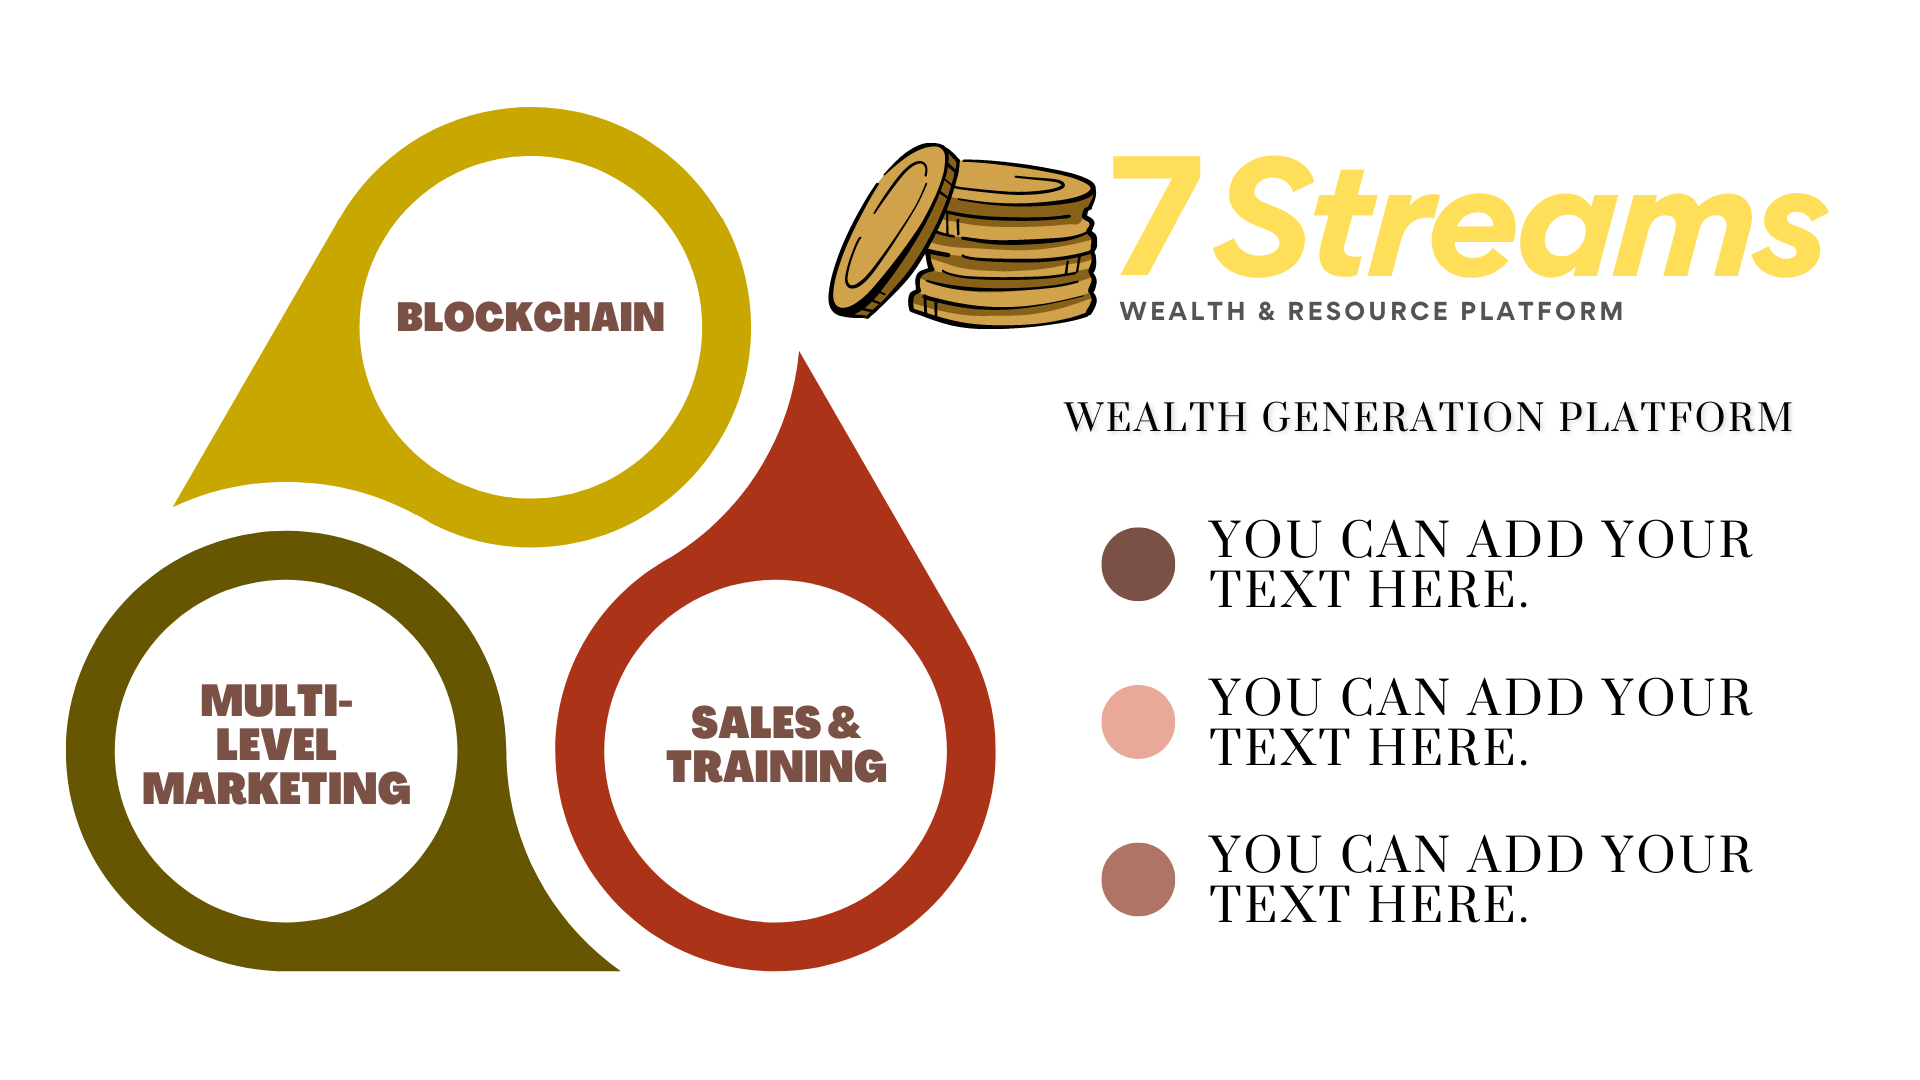 BLOCKCHAIN
MULTI-
LEVEL
MARKETING
SALES &
TRAINING
7 Streams
WEALTH & RESOURCE PLATFORM
WEALTH GENERATION PLATFORM
YOU CAN ADD YOUR
TEXT HERE.
YOU CAN ADD YOUR
TEXT HERE.
YOU CAN ADD YOUR
TEXT HERE.